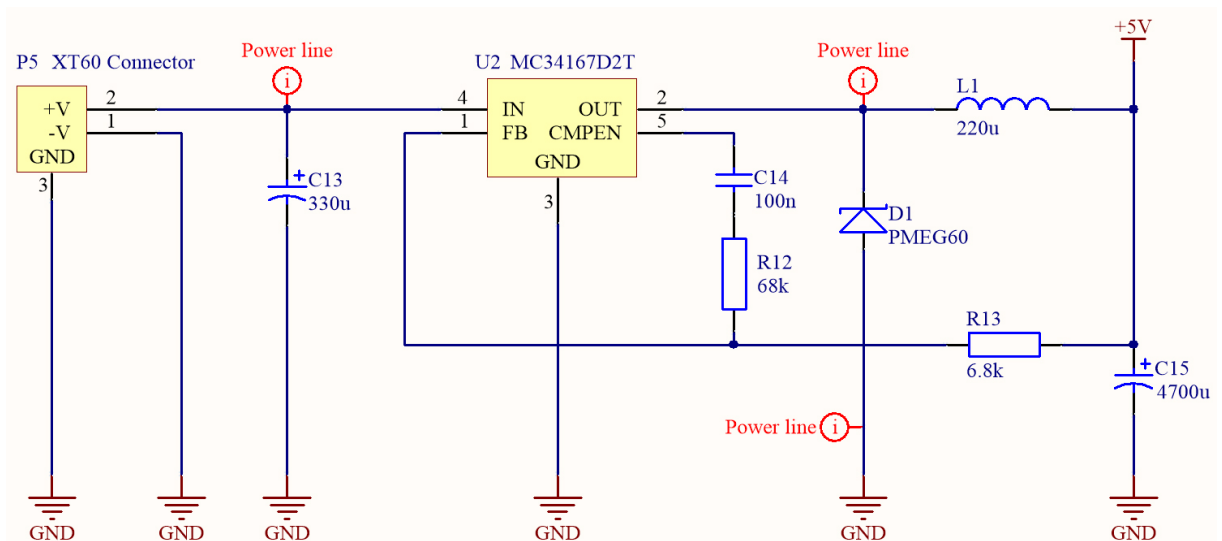 +5V
Power line
i
Power line
i
P5 XT60 Connector
U2 MC34167D2T
L1
220u
+V 2
-V 1
GND
3
4 IN OUT 2
1 FB CMPEN 5
GND
3
+ C13
330u
C14
100n
D1
PMEG60
R12
68k
R13
6.8k
+ C15
4700u
Power line i
GND GND GND GND GND GND